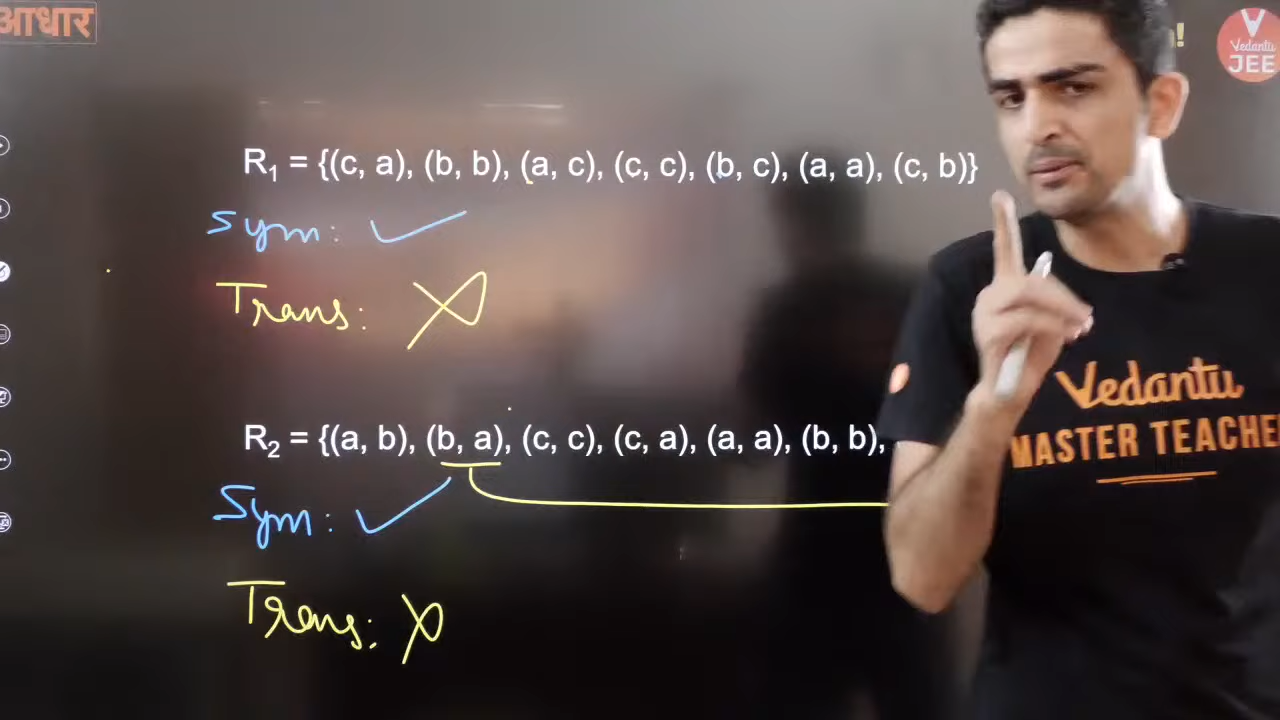 आधार
Vedantu
JEE
R₁ = {(c, a), (b, b), (a, c), (c, c), (b, c), (a, a), (c, b)}
Sym: ✓
Trans: X
R₂ = {(a, b), (b, a), (c, c), (c, a), (a, a), (b, b),
Sym: ✓
Trans: X
Vedantu
MASTER TEACHE